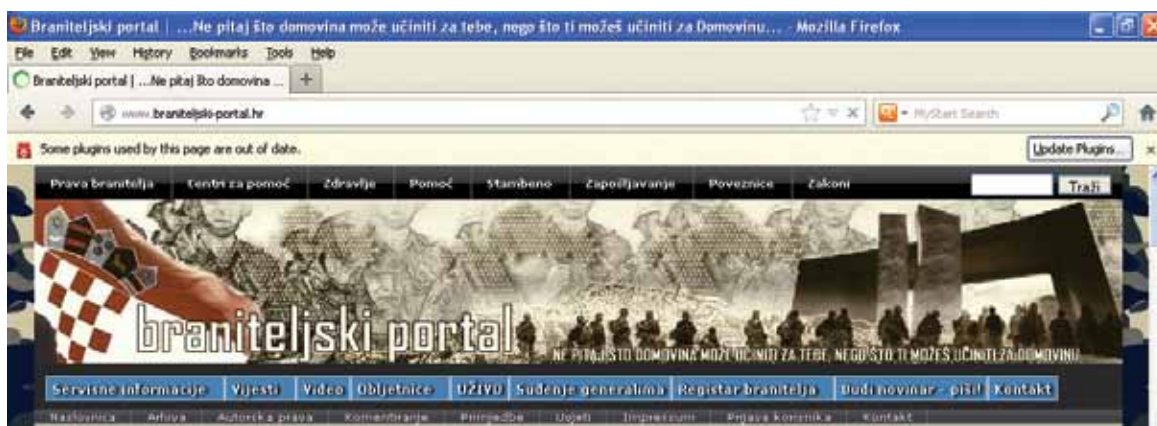 Braniteljski portal | ...Ne pitaj što domovina može učiniti za tebe, nego što ti možeš učiniti za Domovinu... - Mozilla Firefox
File Edit View History Bookmarks Tools Help
Braniteljski portal | ...Ne pitaj što domovina ... +
www.braniteljski-portal.hr MyStart Search
Some plugins used by this page are out of date. Update Plugins...
Prava branitelja Centri za pomoć Zdravlje Pomoć Stambeno Zapošljavanje Poveznice Zakoni Traži
braniteljski portal
NE PITAJ ŠTO DOMOVINA MOŽE UČINITI ZA TEBE, NEGO ŠTO TI MOŽEŠ UČINITI ZA DOMOVINU
Servisne informacije Vijesti Video Obljetnice UŽIVO Suđenje generalima Registar branitelja Budi novinar - piši! Kontakt
Naslovnica Arhiva Autorska prava Komentiranje Primjedbe Uvjeti Impressum Prijava korisnika Kontakt